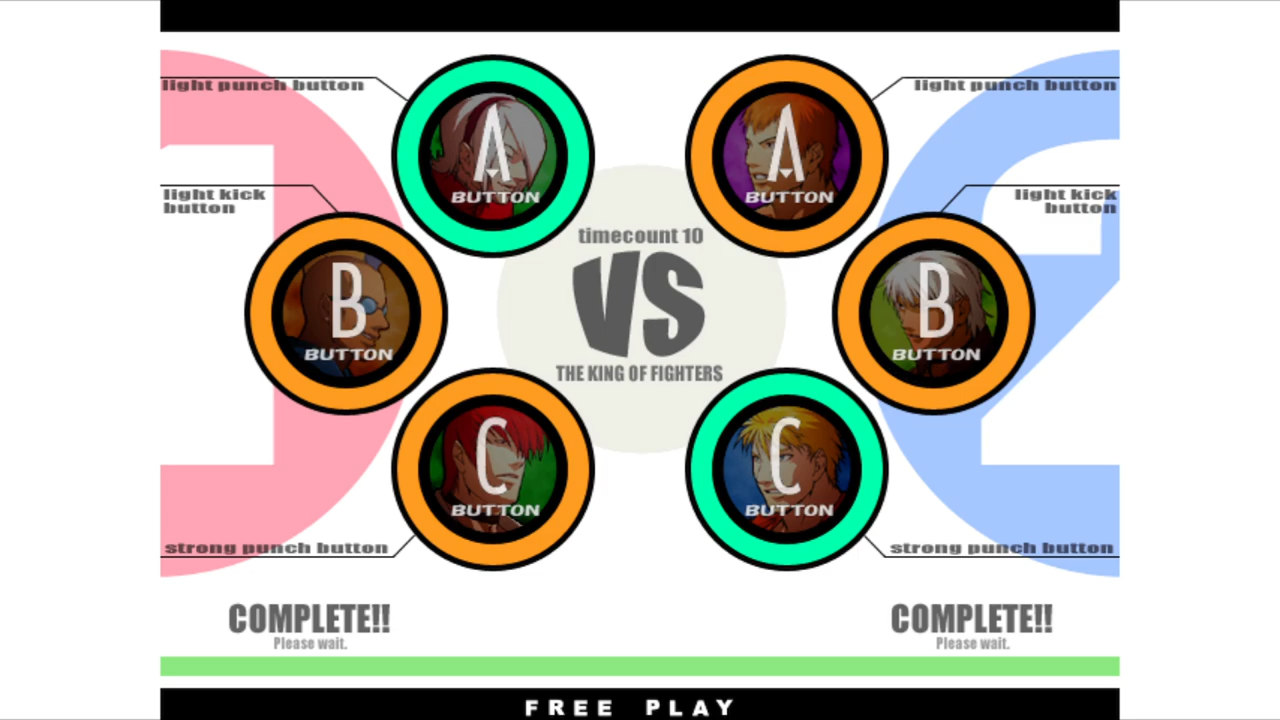 light punch button
A
BUTTON
A
BUTTON
light punch button
light kick
button
B
BUTTON
timecount 10
VS
THE KING OF FIGHTERS
light kick
button
B
BUTTON
C
BUTTON
C
BUTTON
strong punch button
strong punch button
COMPLETE!!
Please wait.
COMPLETE!!
Please wait.
FREE PLAY
1
2